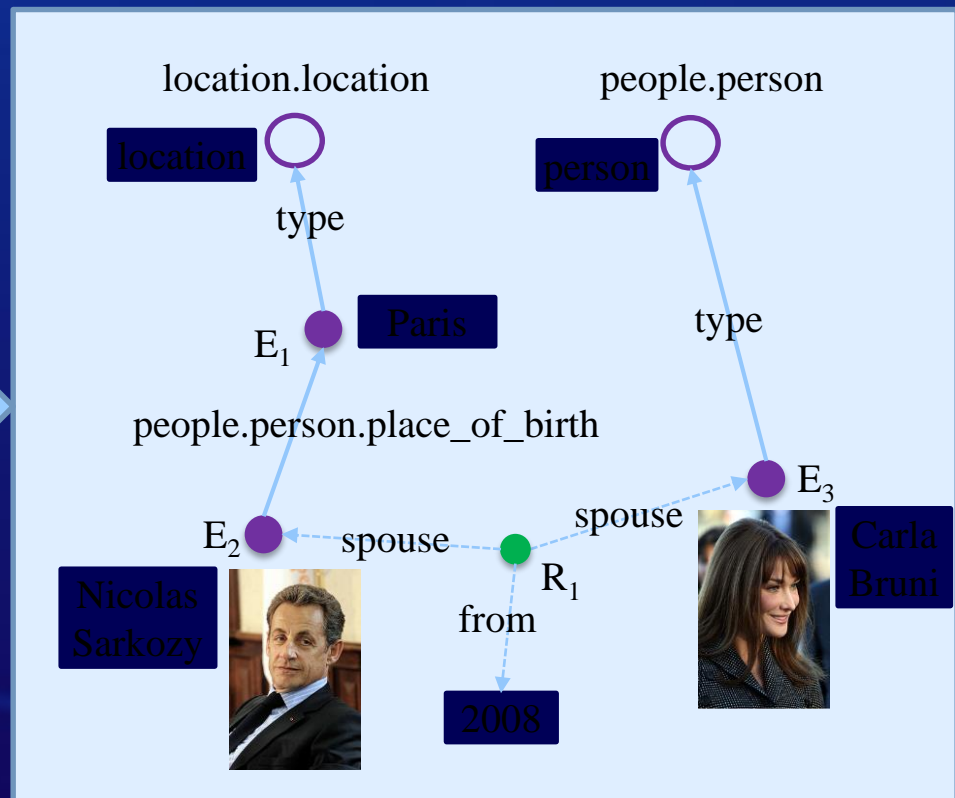 location.location
people.person
location
person
type
Paris
E1
type
people.person.place_of_birth
E3
spouse
E2
spouse
Carla
Bruni
R1
Nicolas
Sarkozy
from
2008